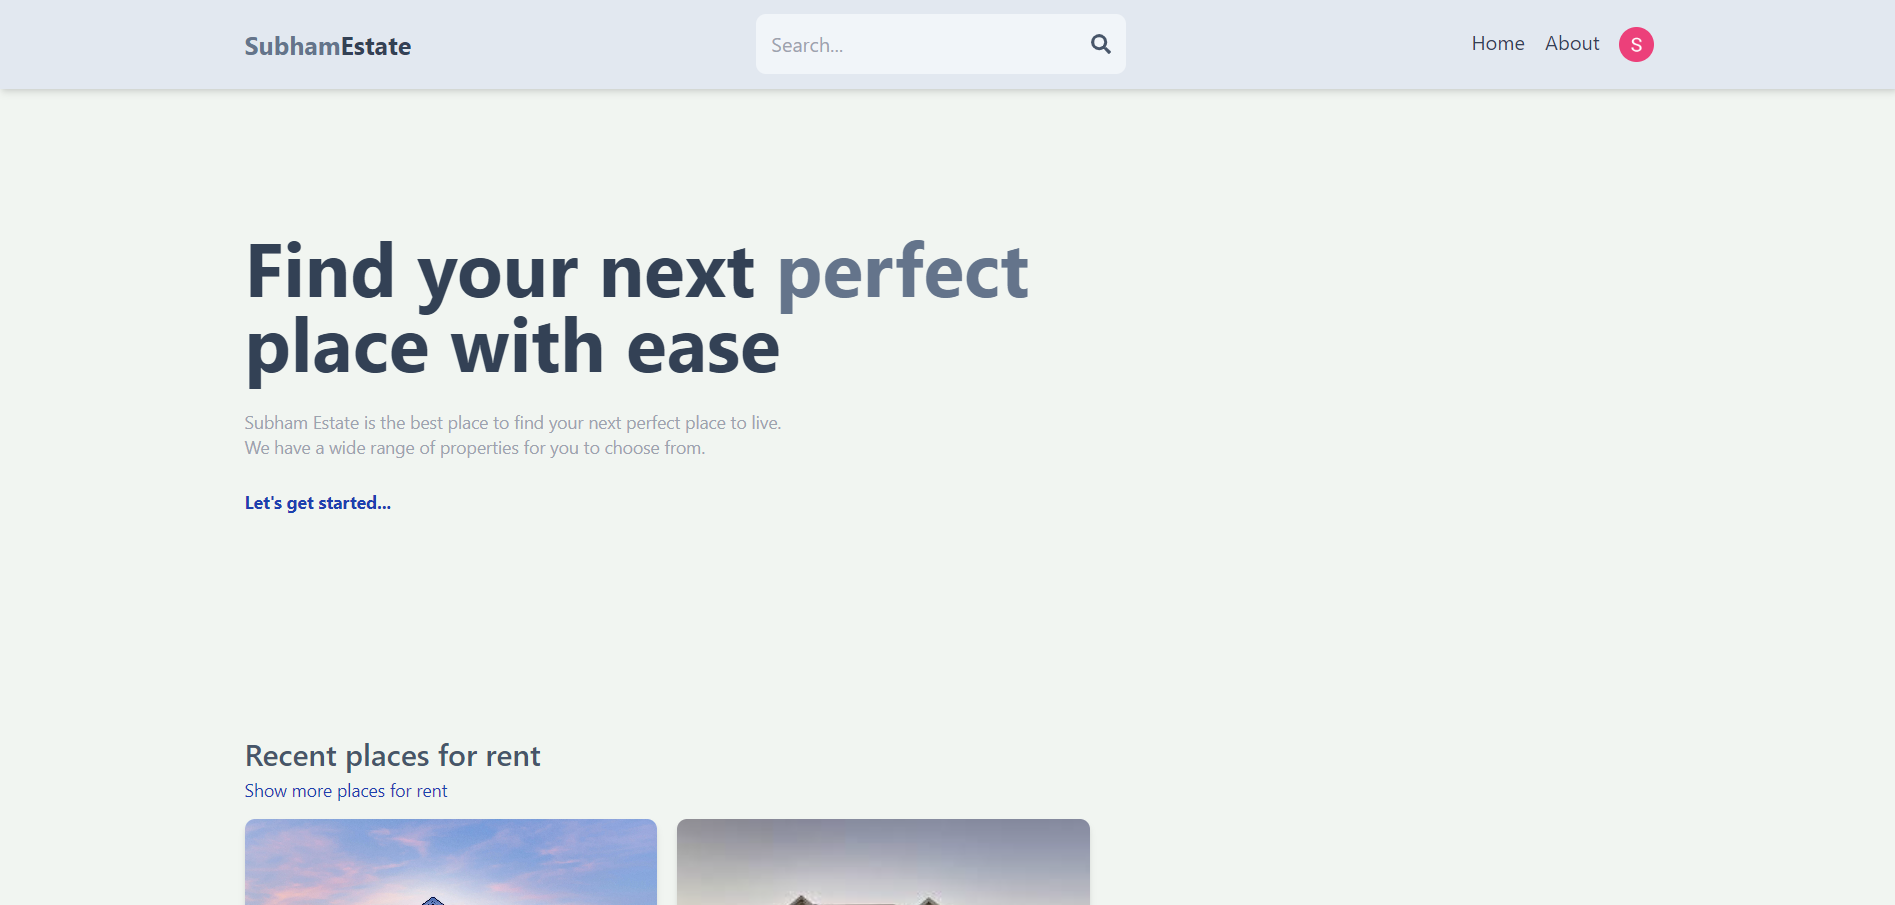 SubhamEstate
Search...
Home
About
S
Find your next perfect
place with ease
Subham Estate is the best place to find your next perfect place to live.
We have a wide range of properties for you to choose from.
Let's get started...
Recent places for rent
Show more places for rent